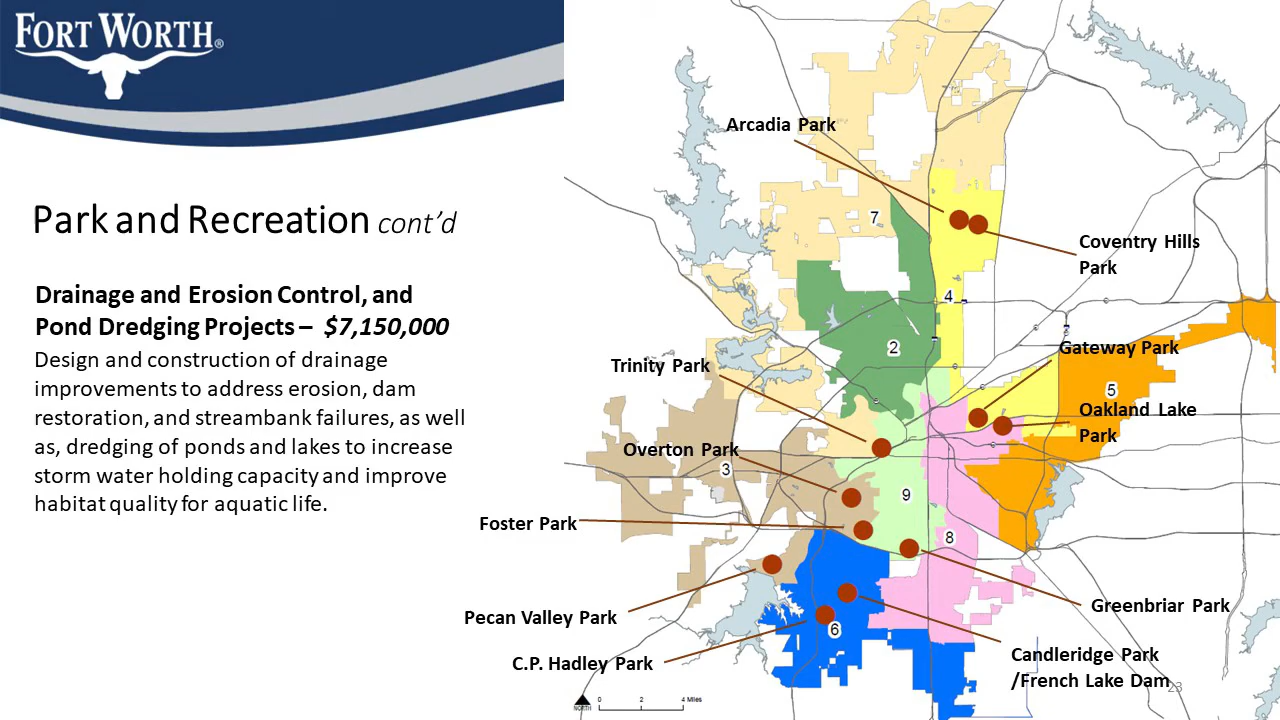 FORT WORTH®
Park and Recreation cont’d
Drainage and Erosion Control, and
Pond Dredging Projects – $7,150,000
Design and construction of drainage
improvements to address erosion, dam
restoration, and streambank failures, as well
as, dredging of ponds and lakes to increase
storm water holding capacity and improve
habitat quality for aquatic life.
Arcadia Park
7
Coventry Hills
Park
4
2
Gateway Park
Trinity Park
5
Oakland Lake
Park
Overton Park
3
9
Foster Park
8
Greenbriar Park
Pecan Valley Park
6
C.P. Hadley Park
Candleridge Park
/French Lake Dam
23
NORTH
0 2 4 Miles